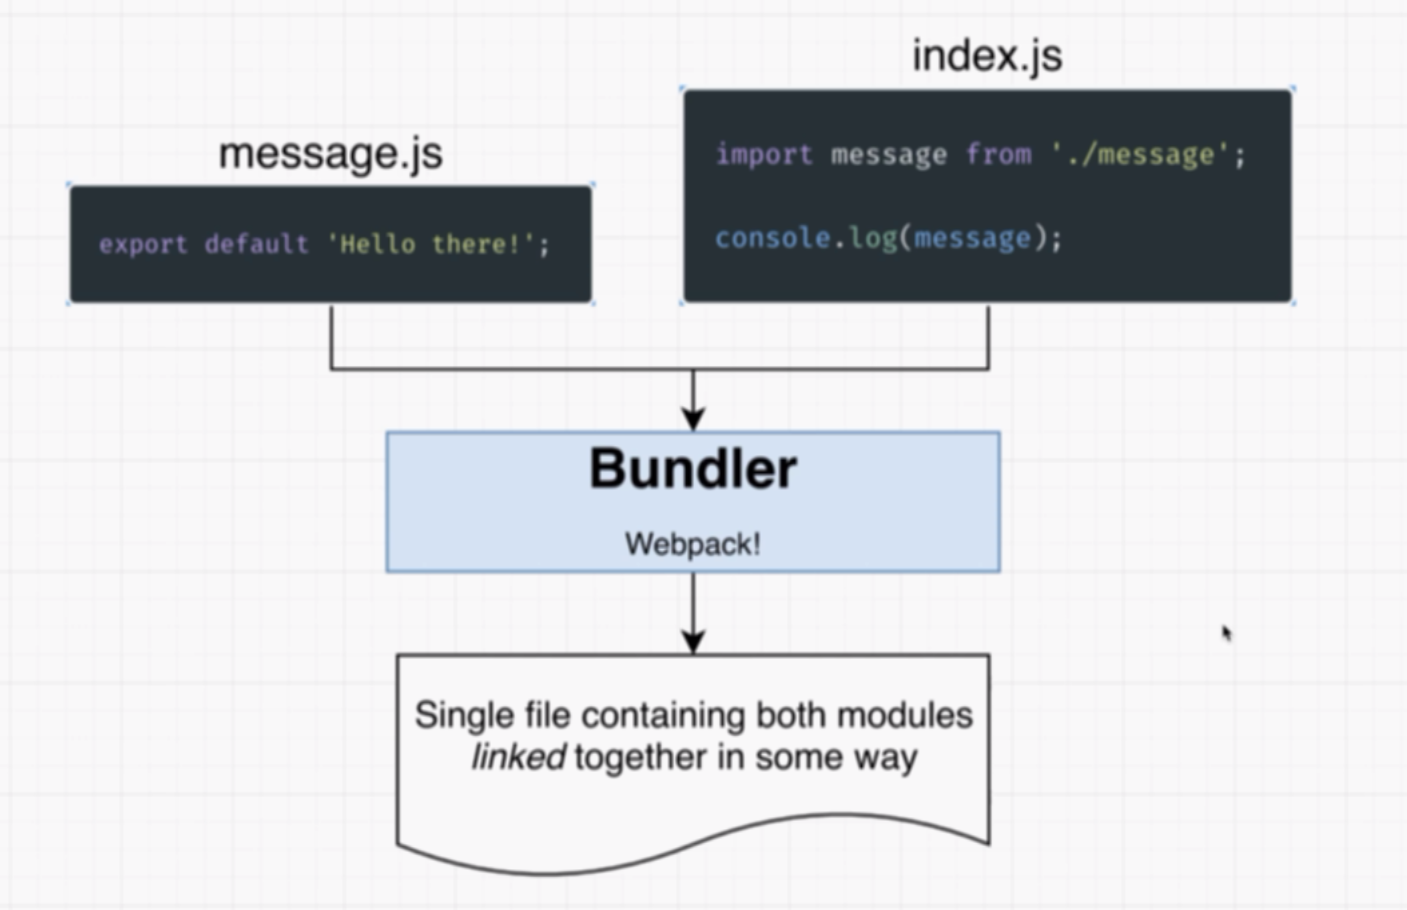 index.js
import message from './message';
console.log(message);
message.js
export default 'Hello there!';
Bundler
Webpack!
Single file containing both modules
linked together in some way